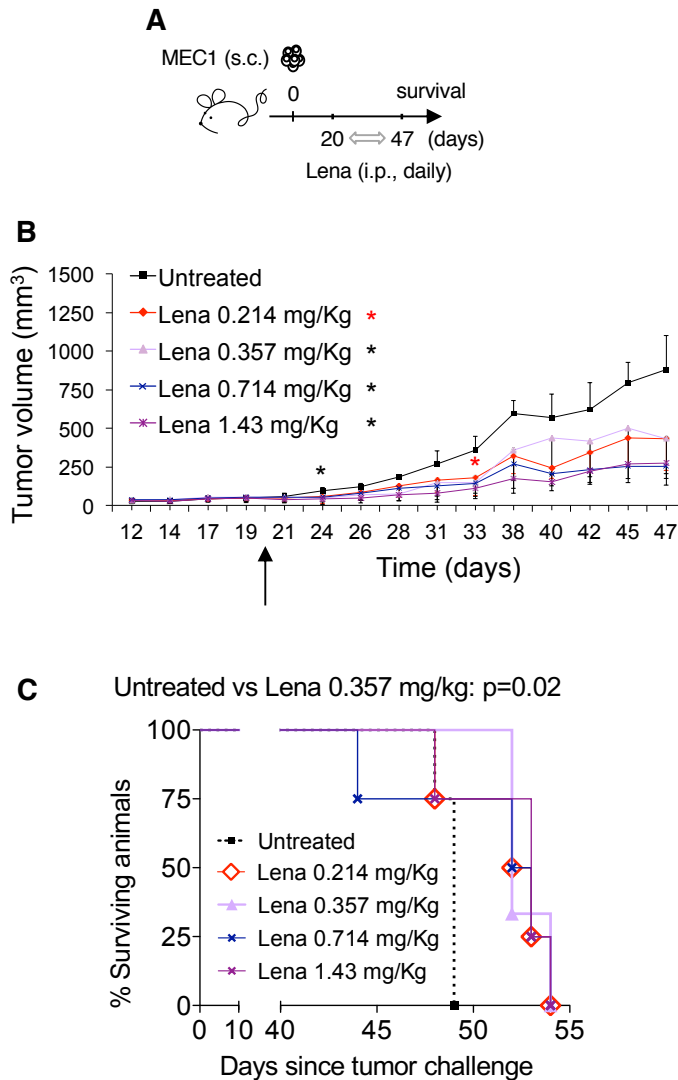 A
MEC1 (s.c.)
0 survival
20 47 (days)
Lena (i.p., daily)
B
Tumor volume (mm³)
1500
1250
1000
750
500
250
0
Untreated
Lena 0.214 mg/Kg *
Lena 0.357 mg/Kg *
Lena 0.714 mg/Kg *
Lena 1.43 mg/Kg *
* *
12 14 17 19 21 24 26 28 31 33 38 40 42 45 47
Time (days)
C
Untreated vs Lena 0.357 mg/kg: p=0.02
% Surviving animals
100
75
50
25
0
Untreated
Lena 0.214 mg/Kg
Lena 0.357 mg/Kg
Lena 0.714 mg/Kg
Lena 1.43 mg/Kg
0 10 40 45 50 55
Days since tumor challenge